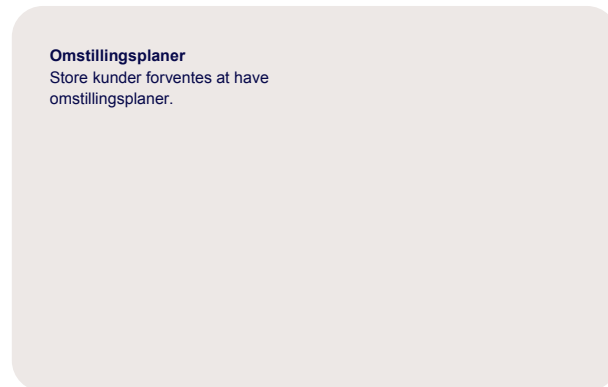 Omstillingsplaner
Store kunder forventes at have
omstillingsplaner.